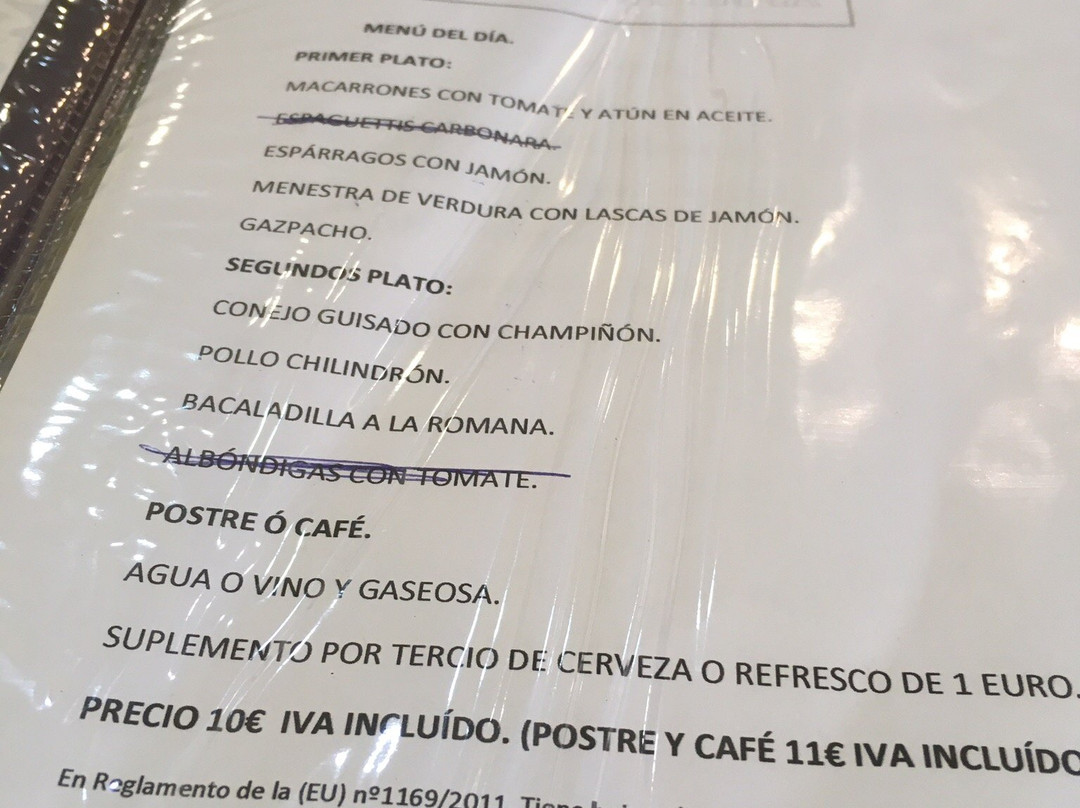 MENÚ DEL DÍA.
PRIMER PLATO:
MACARRONES CON TOMATE Y ATÚN EN ACEITE.
ESPAGUETTIS CARBONARA.
ESPÁRRAGOS CON JAMÓN.
MENESTRA DE VERDURA CON LASCAS DE JAMÓN.
GAZPACHO.
SEGUNDOS PLATO:
CONEJO GUISADO CON CHAMPIÑÓN.
POLLO CHILINDRÓN.
BACALADILLA A LA ROMANA.
ALBÓNDIGAS CON TOMATE.
POSTRE Ó CAFÉ.
AGUA O VINO Y GASEOSA.
SUPLEMENTO POR TERCIO DE CERVEZA O REFRESCO DE 1 EURO.
PRECIO 10€ IVA INCLUÍDO. (POSTRE Y CAFÉ 11€ IVA INCLUÍDO
En Reglamento de la (EU) nº1169/2011